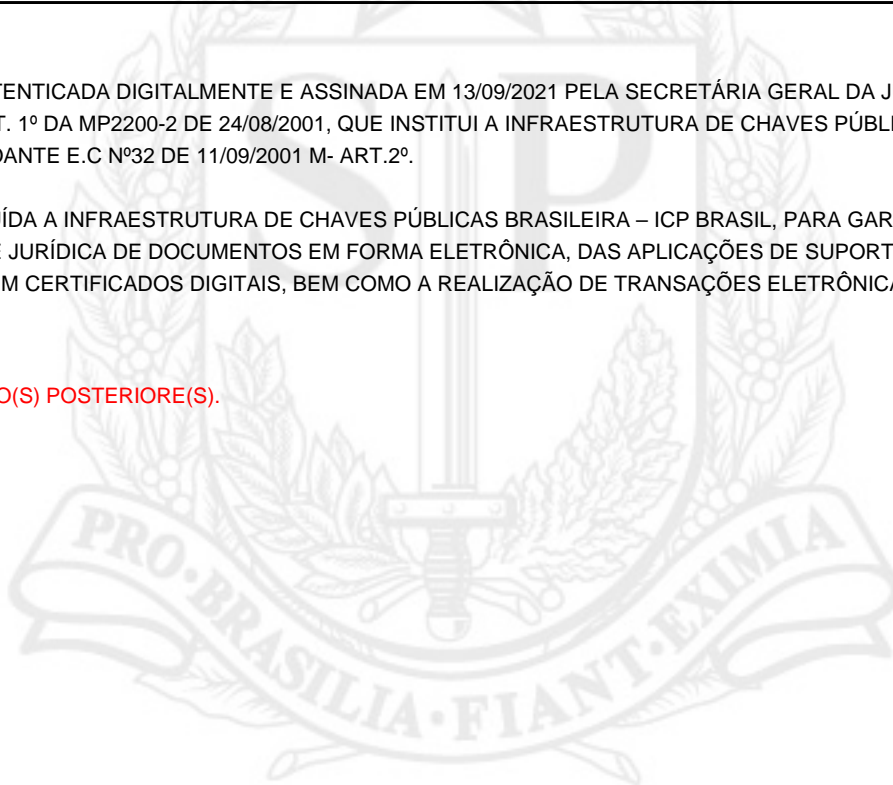 TENTICADA DIGITALMENTE E ASSINADA EM 13/09/2021 PELA SECRETÁRIA GERAL DA J
T. 1º DA MP2200-2 DE 24/08/2001, QUE INSTITUI A INFRAESTRUTURA DE CHAVES PÚBLI
DANTE E.C Nº32 DE 11/09/2001 M- ART.2º.
UÍDA A INFRAESTRUTURA DE CHAVES PÚBLICAS BRASILEIRA – ICP BRASIL, PARA GAR
E JURÍDICA DE DOCUMENTOS EM FORMA ELETRÔNICA, DAS APLICAÇÕES DE SUPORT
M CERTIFICADOS DIGITAIS, BEM COMO A REALIZAÇÃO DE TRANSAÇÕES ELETRÔNICA
O(S) POSTERIORE(S).
SP
PRO·BRASILIA·FIANT·EXIMIA